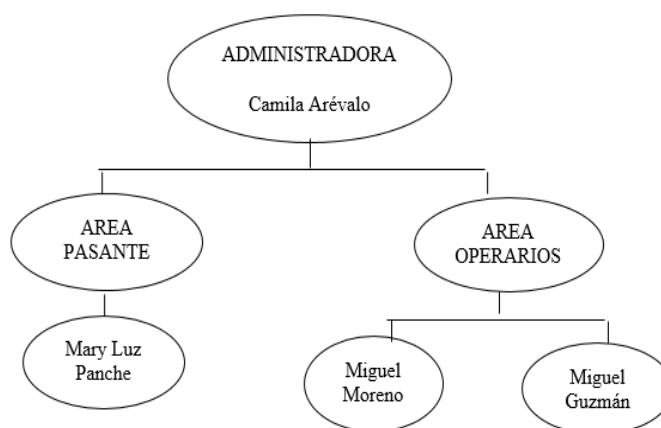 ADMINISTRADORA
Camila Arévalo
AREA
PASANTE
AREA
OPERARIOS
Mary Luz
Panche
Miguel
Moreno
Miguel
Guzmán